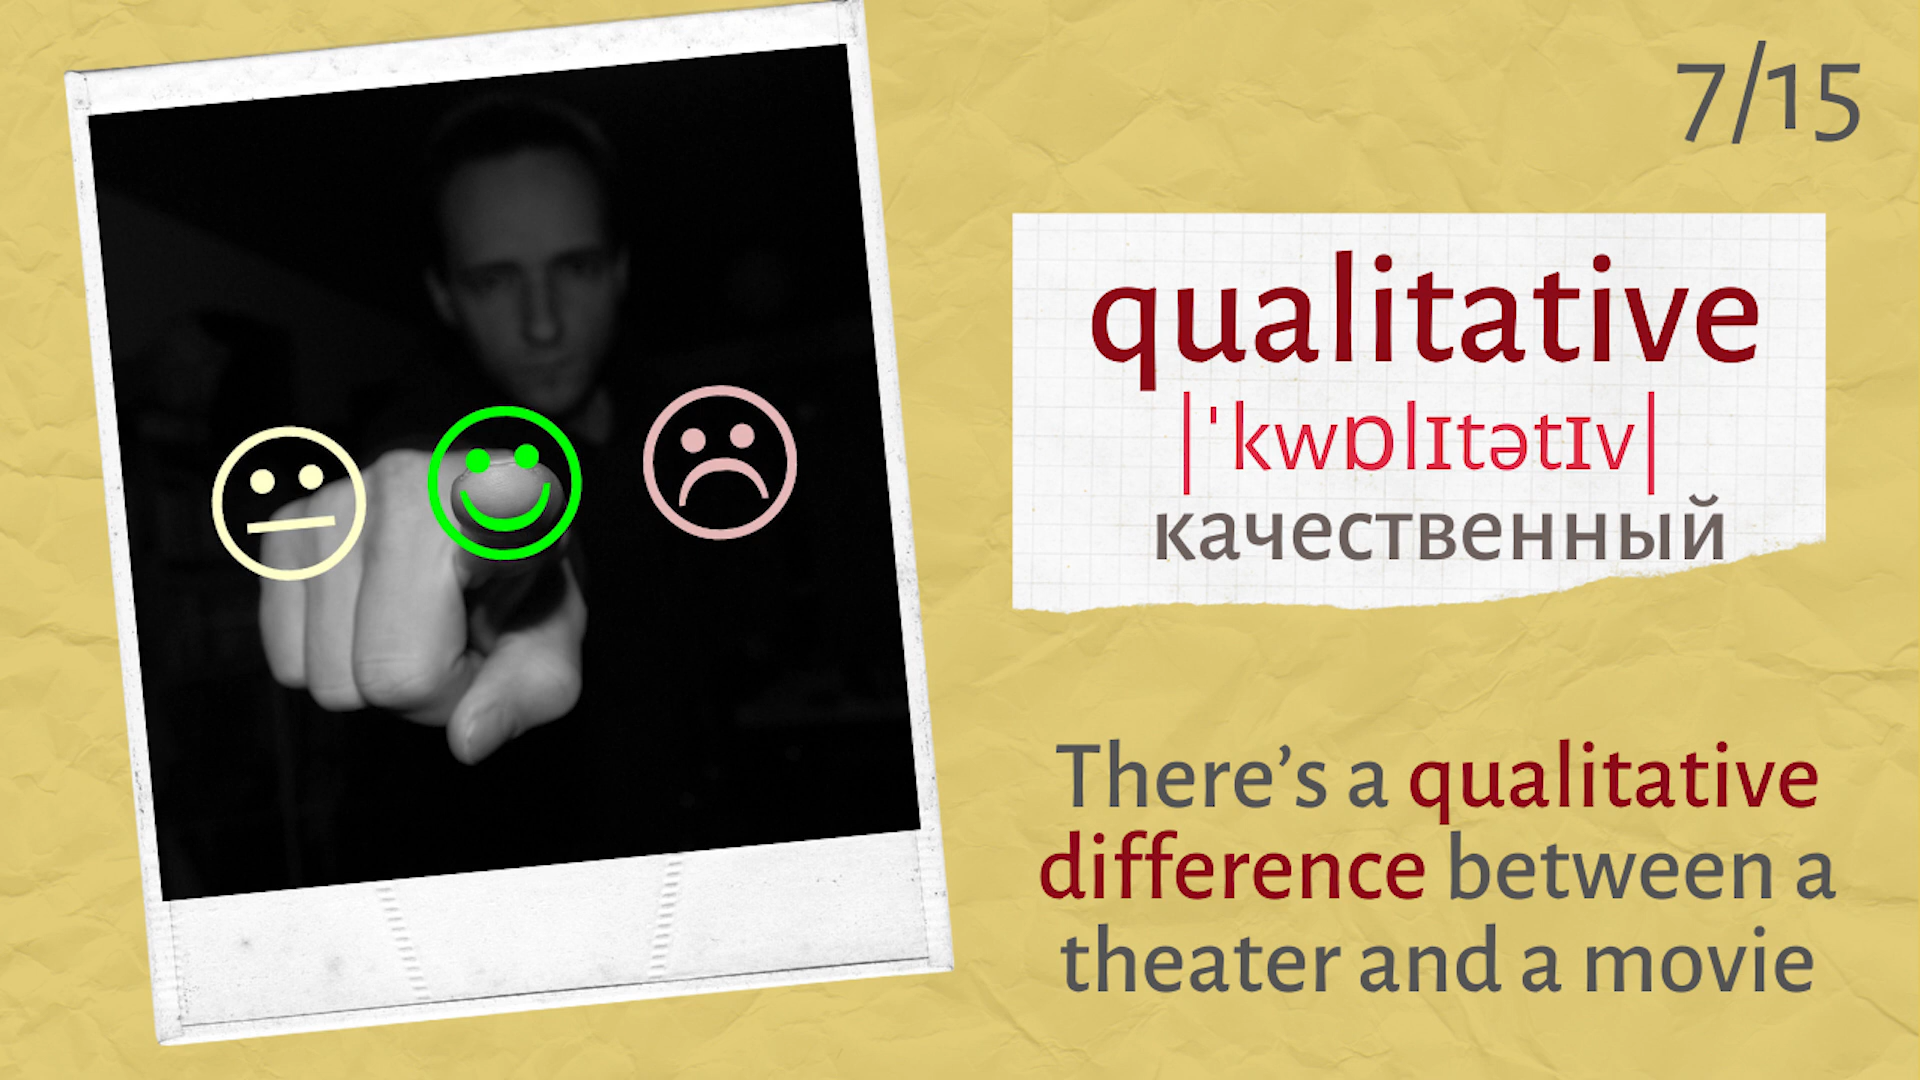 7/15
qualitative
|ˈkwɒlɪtətɪv|
качественный
There’s a qualitative
difference between a
theater and a movie